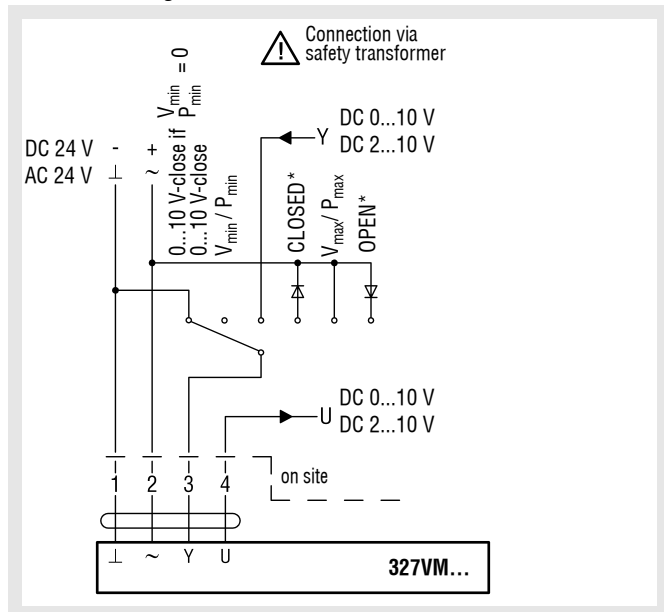 Connection via
safety transformer
DC 24 V - +
AC 24 V ⊥ ~
0...10 V-close if V_min / P_min = 0
0...10 V-close
V_min / P_min
Y
DC 0...10 V
DC 2...10 V
CLOSED*
V_max / P_max
OPEN*
U
DC 0...10 V
DC 2...10 V
1 2 3 4
on site
⊥ ~ Y U
327VM...